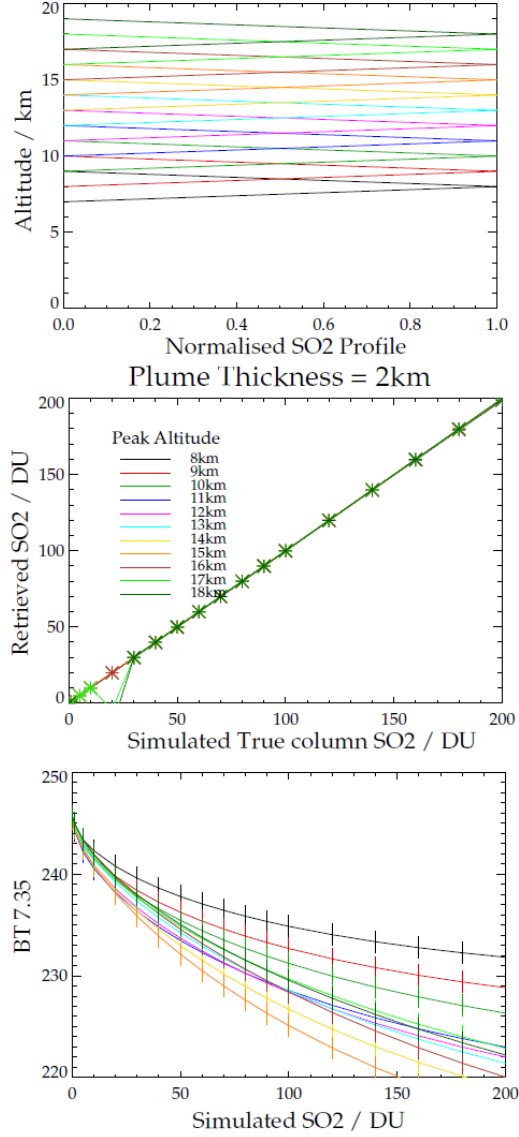 20
15
10
5
0
Altitude / km
0.0 0.2 0.4 0.6 0.8 1.0
Normalised SO2 Profile
Plume Thickness = 2km
200
150
100
50
0
Retrieved SO2 / DU
Peak Altitude
8km
9km
10km
11km
12km
13km
14km
15km
16km
17km
18km
50 100 150 200
Simulated True column SO2 / DU
250
240
230
220
BT 7.35
0 50 100 150 200
Simulated SO2 / DU